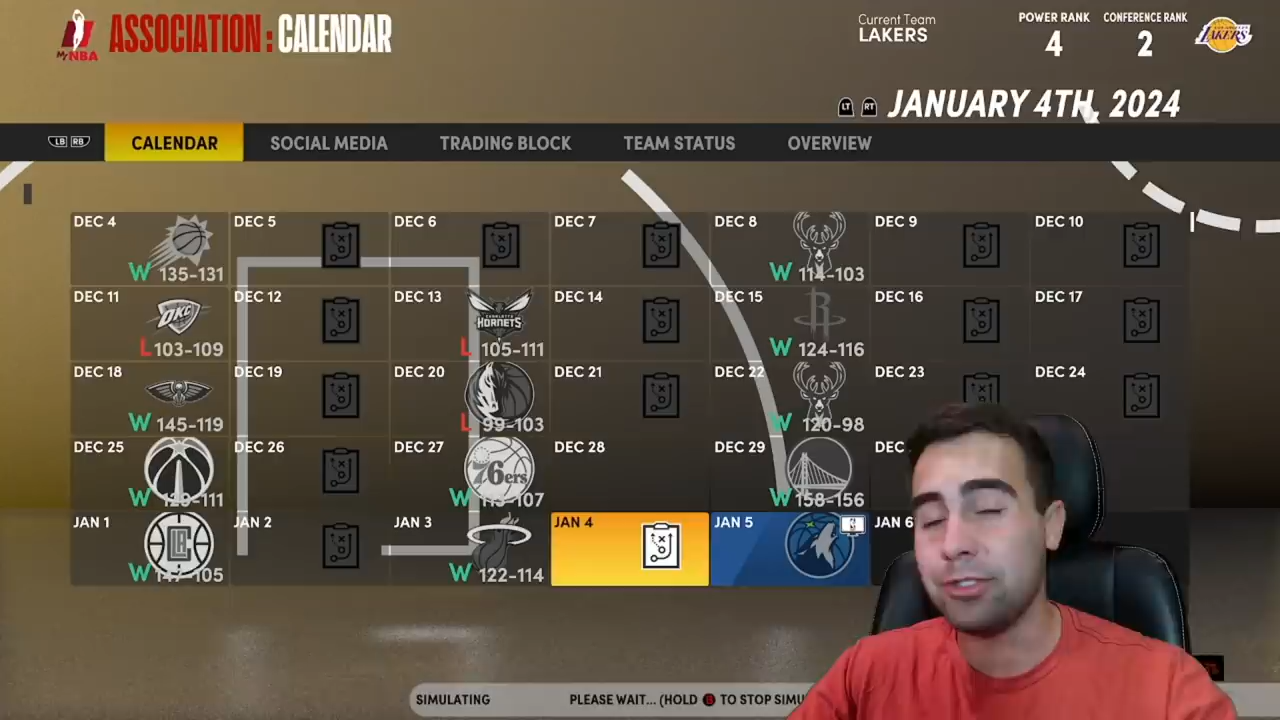 MyNBA
ASSOCIATION: CALENDAR
Current Team
LAKERS
POWER RANK
4
CONFERENCE RANK
2
LAKERS
LT RT JANUARY 4TH, 2024
LB RB
CALENDAR
SOCIAL MEDIA
TRADING BLOCK
TEAM STATUS
OVERVIEW
DEC 4
W 135-131
DEC 5
DEC 6
DEC 7
DEC 8
W 114-103
DEC 9
DEC 10
DEC 11
OKC
L 103-109
DEC 12
DEC 13
HORNETS
L 105-111
DEC 14
DEC 15
R
W 124-116
DEC 16
DEC 17
DEC 18
W 145-119
DEC 19
DEC 20
L 99-103
DEC 21
DEC 22
W 120-98
DEC 23
DEC 24
DEC 25
W
DEC 26
DEC 27
76ers
W
DEC 28
DEC 29
W 158-156
DEC
JAN 1
W
JAN 2
JAN 3
W 122-114
JAN 4
JAN 5
JAN 6
SIMULATING
PLEASE WAIT... (HOLD B TO STOP SIMU